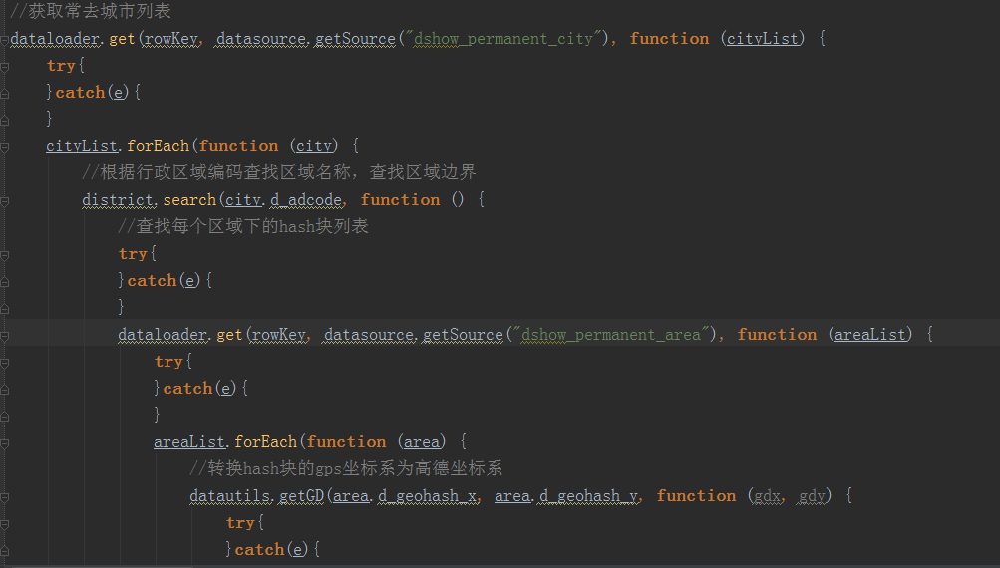 //获取常去城市列表
dataloader.get(rowKey, datasource.getSource("dshow_permanent_city"), function (cityList) {
    try{
    }catch(e){
    }
    cityList.forEach(function (city) {
        //根据行政区域编码查找区域名称，查找区域边界
        district.search(city.d_adcode, function () {
            //查找每个区域下的hash块列表
            try{
            }catch(e){
            }
            dataloader.get(rowKey, datasource.getSource("dshow_permanent_area"), function (areaList) {
                try{
                }catch(e){
                }
                areaList.forEach(function (area) {
                    //转换hash块的gps坐标系为高德坐标系
                    datautils.getGD(area.d_geohash_x, area.d_geohash_y, function (gdx, gdy) {
                        try{
                        }catch(e){